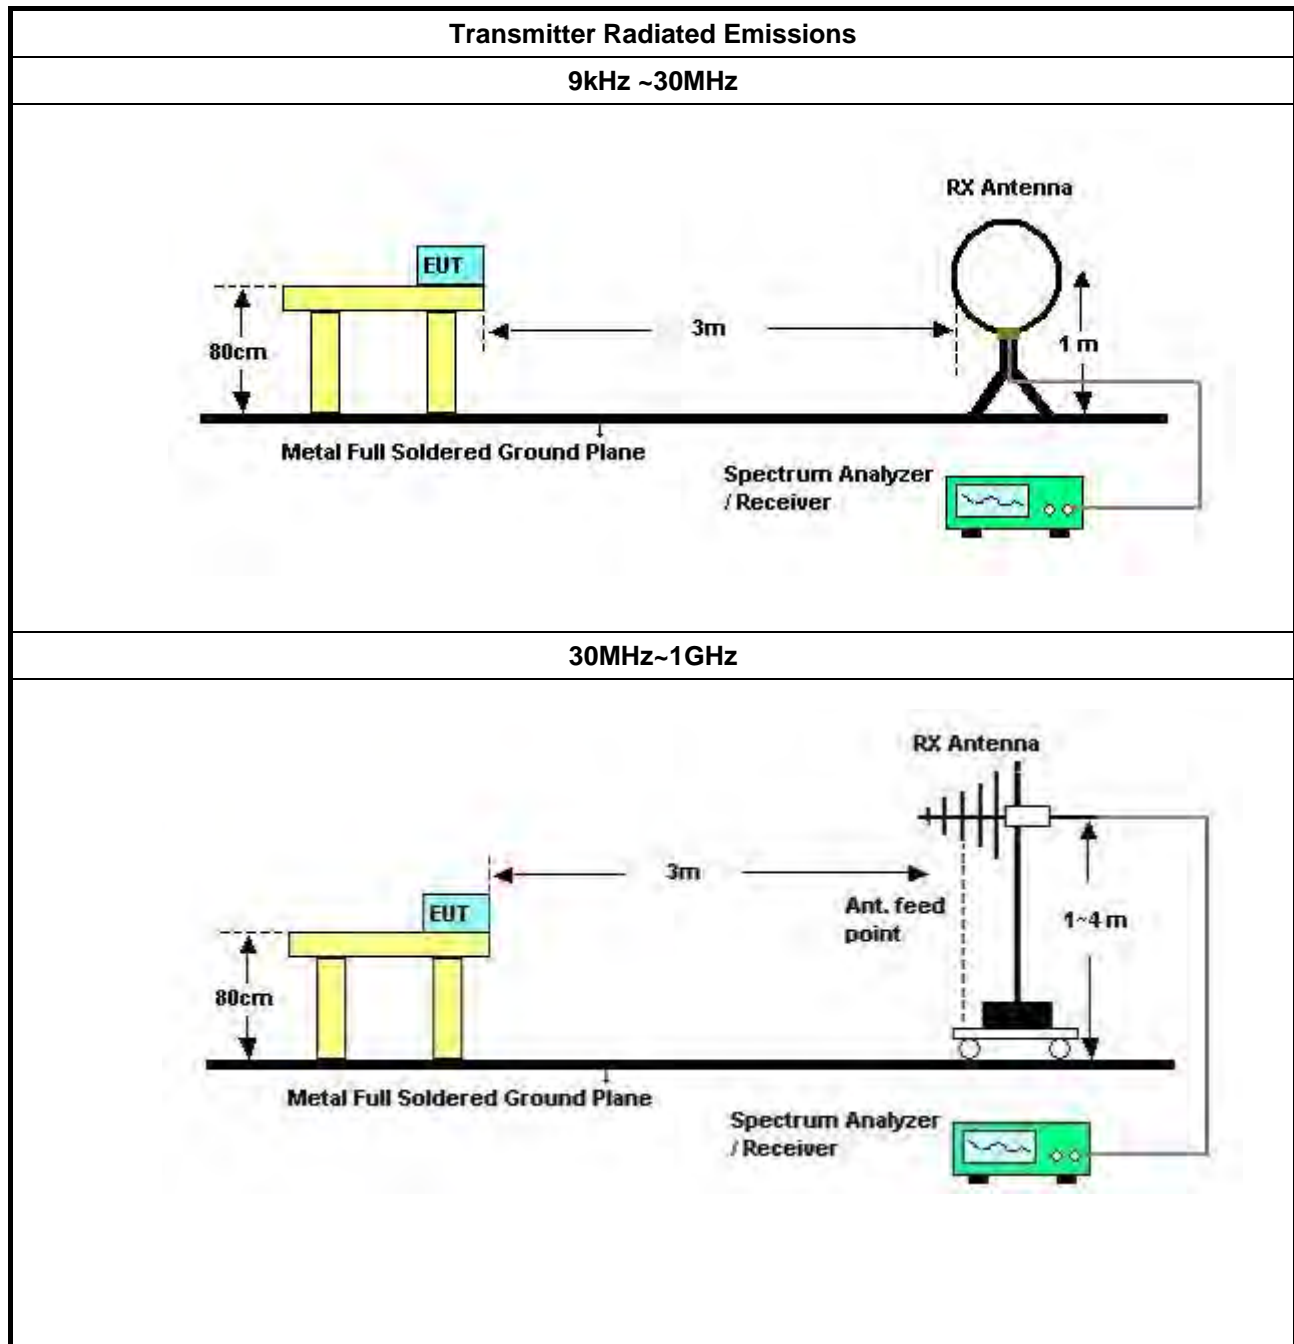 Transmitter Radiated Emissions
9kHz ~30MHz
RX Antenna
EUT
3m
80cm
1 m
Metal Full Soldered Ground Plane
Spectrum Analyzer
/ Receiver
30MHz~1GHz
RX Antenna
3m
EUT
Ant. feed
point
1~4 m
80cm
Metal Full Soldered Ground Plane
Spectrum Analyzer
/ Receiver